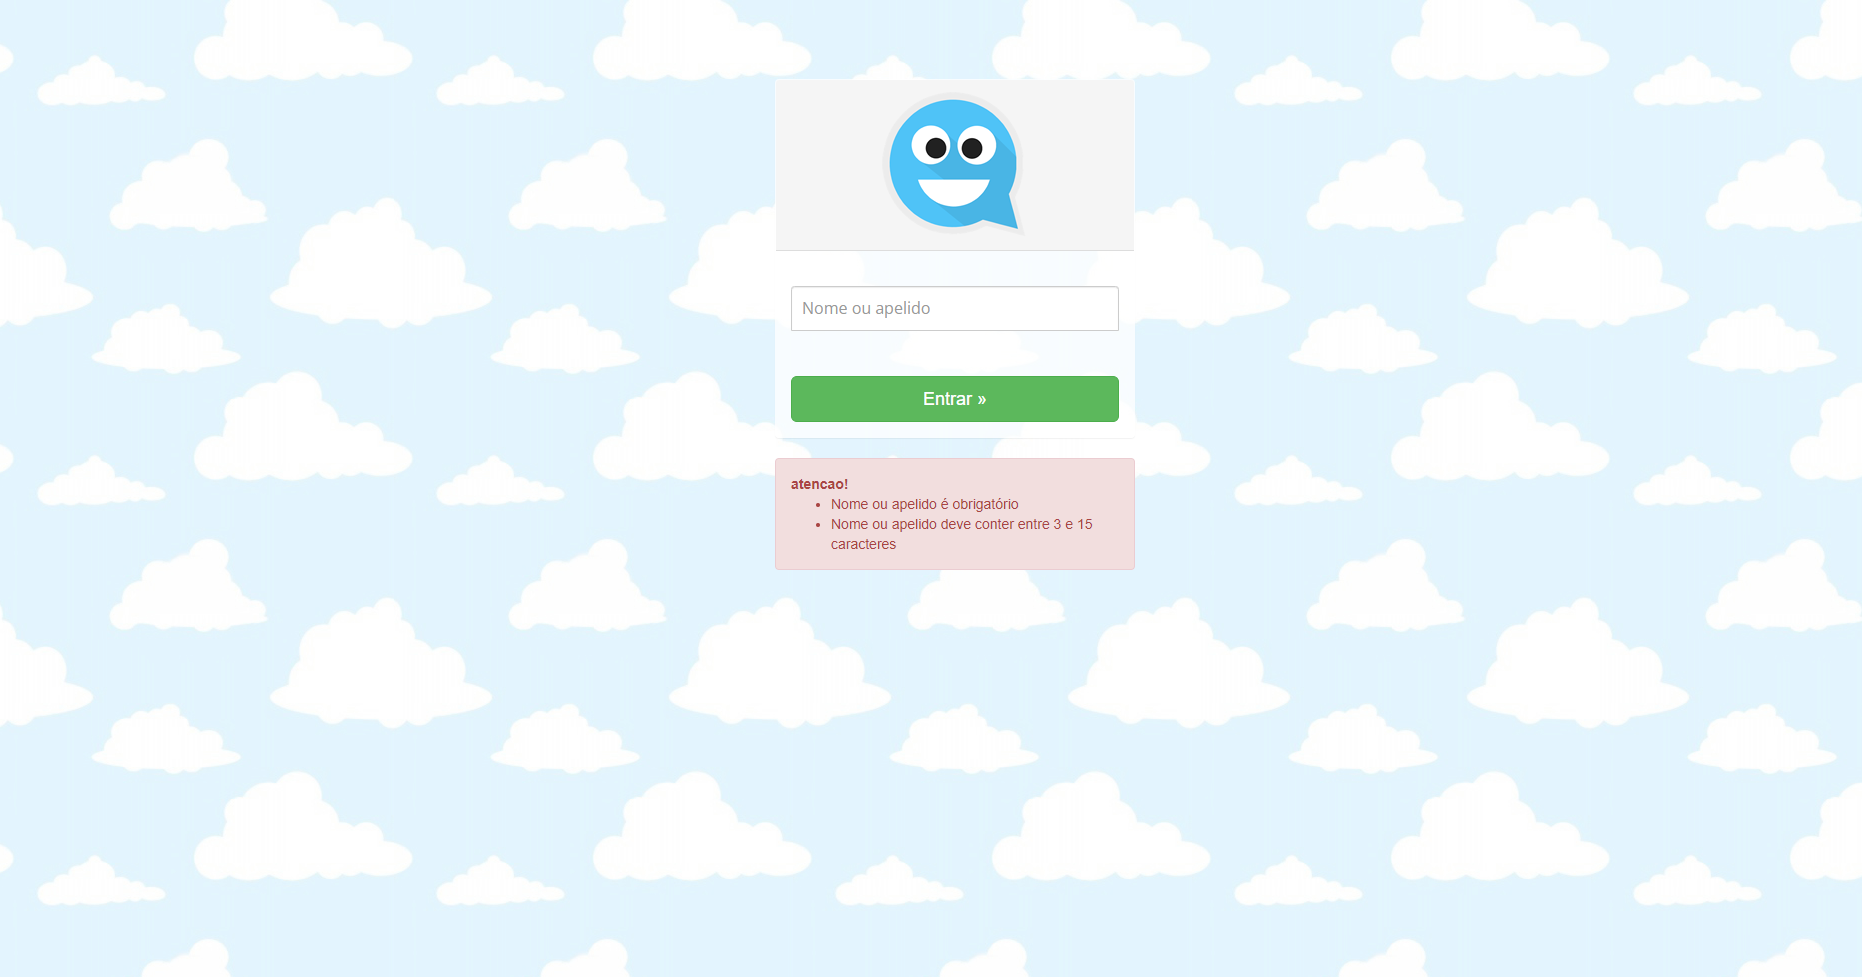 Nome ou apelido
Entrar »
atencao!
Nome ou apelido é obrigatório
Nome ou apelido deve conter entre 3 e 15
caracteres